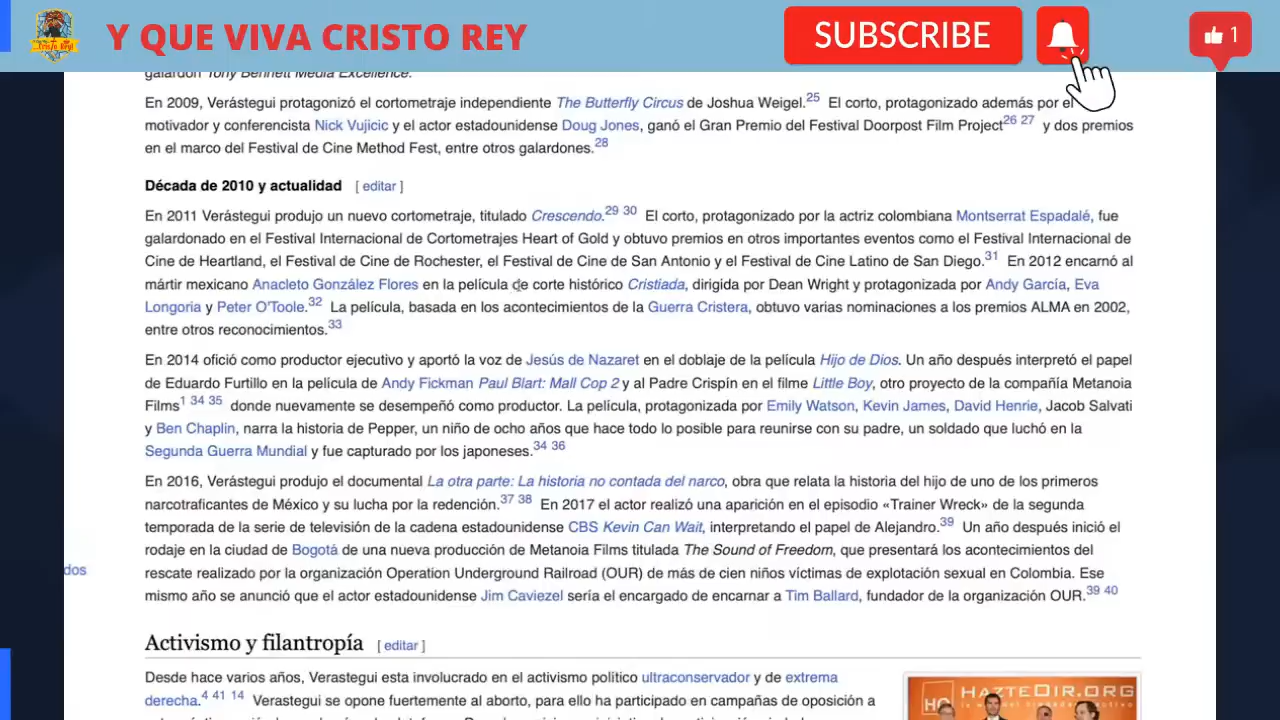 Y QUE VIVA CRISTO REY
SUBSCRIBE
1
galardón Tony Bennett Media Excellence.
En 2009, Verástegui protagonizó el cortometraje independiente The Butterfly Circus de Joshua Weigel.25 El corto, protagonizado además por el
motivador y conferencista Nick Vujicic y el actor estadounidense Doug Jones, ganó el Gran Premio del Festival Doorpost Film Project26 27 y dos premios
en el marco del Festival de Cine Method Fest, entre otros galardones.28
Década de 2010 y actualidad [ editar ]
En 2011 Verástegui produjo un nuevo cortometraje, titulado Crescendo.29 30 El corto, protagonizado por la actriz colombiana Montserrat Espadalé, fue
galardonado en el Festival Internacional de Cortometrajes Heart of Gold y obtuvo premios en otros importantes eventos como el Festival Internacional de
Cine de Heartland, el Festival de Cine de Rochester, el Festival de Cine de San Antonio y el Festival de Cine Latino de San Diego.31 En 2012 encarnó al
mártir mexicano Anacleto González Flores en la película de corte histórico Cristiada, dirigida por Dean Wright y protagonizada por Andy García, Eva
Longoria y Peter O'Toole.32 La película, basada en los acontecimientos de la Guerra Cristera, obtuvo varias nominaciones a los premios ALMA en 2002,
entre otros reconocimientos.33
En 2014 ofició como productor ejecutivo y aportó la voz de Jesús de Nazaret en el doblaje de la película Hijo de Dios. Un año después interpretó el papel
de Eduardo Furtillo en la película de Andy Fickman Paul Blart: Mall Cop 2 y al Padre Crispín en el filme Little Boy, otro proyecto de la compañía Metanoia
Films1 34 35 donde nuevamente se desempeñó como productor. La película, protagonizada por Emily Watson, Kevin James, David Henrie, Jacob Salvati
y Ben Chaplin, narra la historia de Pepper, un niño de ocho años que hace todo lo posible para reunirse con su padre, un soldado que luchó en la
Segunda Guerra Mundial y fue capturado por los japoneses.34 36
En 2016, Verástegui produjo el documental La otra parte: La historia no contada del narco, obra que relata la historia del hijo de uno de los primeros
narcotraficantes de México y su lucha por la redención.37 38 En 2017 el actor realizó una aparición en el episodio «Trainer Wreck» de la segunda
temporada de la serie de televisión de la cadena estadounidense CBS Kevin Can Wait, interpretando el papel de Alejandro.39 Un año después inició el
rodaje en la ciudad de Bogotá de una nueva producción de Metanoia Films titulada The Sound of Freedom, que presentará los acontecimientos del
dos
rescate realizado por la organización Operation Underground Railroad (OUR) de más de cien niños víctimas de explotación sexual en Colombia. Ese
mismo año se anunció que el actor estadounidense Jim Caviezel sería el encargado de encarnar a Tim Ballard, fundador de la organización OUR.39 40
Activismo y filantropía [ editar ]
Desde hace varios años, Verastegui esta involucrado en el activismo político ultraconservador y de extrema
derecha.4 41 14 Verastegui se opone fuertemente al aborto, para ello ha participado en campañas de oposición a
HAZTEOIR.ORG